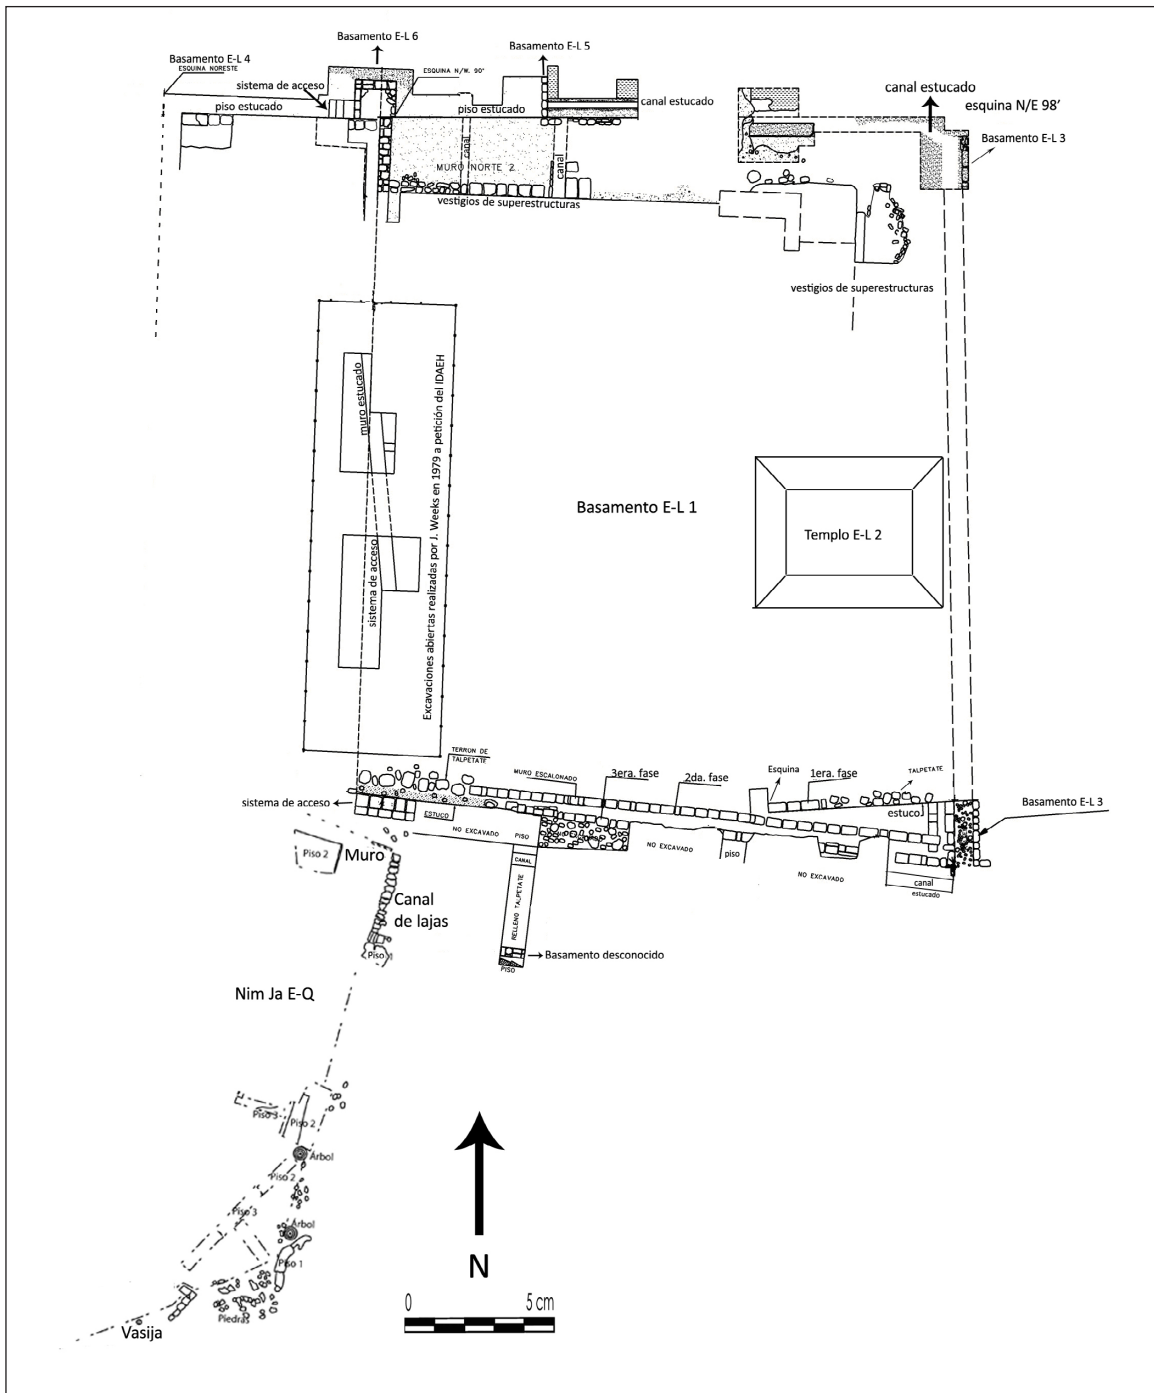 Basamento E-L 6
Basamento E-L 5
Basamento E-L 4
ESQUINA NORESTE
sistema de acceso
ESQUINA N/W. 90°
canal estucado
esquina N/E 98’
piso estucado
piso estucado
canal estucado
Basamento E-L 3
canal
canal
MURO NORTE 2
vestigios de superestructuras
vestigios de superestructuras
muro estucado
sistema de acceso
Excavaciones abiertas realizadas por J. Weeks en 1979 a petición del IDAEH
Basamento E-L 1
Templo E-L 2
TERRON DE
TALPETATE
MURO ESCALONADO
3era. fase
2da. fase
Esquina
1era. fase
TALPETATE
sistema de acceso
ESTUCO
estuco
Basamento E-L 3
NO EXCAVADO
PISO
NO EXCAVADO
piso
NO EXCAVADO
canal
estucado
Piso 2
Muro
CANAL
Canal
de lajas
RELLENO TALPETATE
Piso 1
Basamento desconocido
PISO
Nim Ja E-Q
Piso 3
Piso 2
Árbol
Piso 2
Piso 3
Árbol
Piso 1
Piedras
Vasija
N
0 5 cm